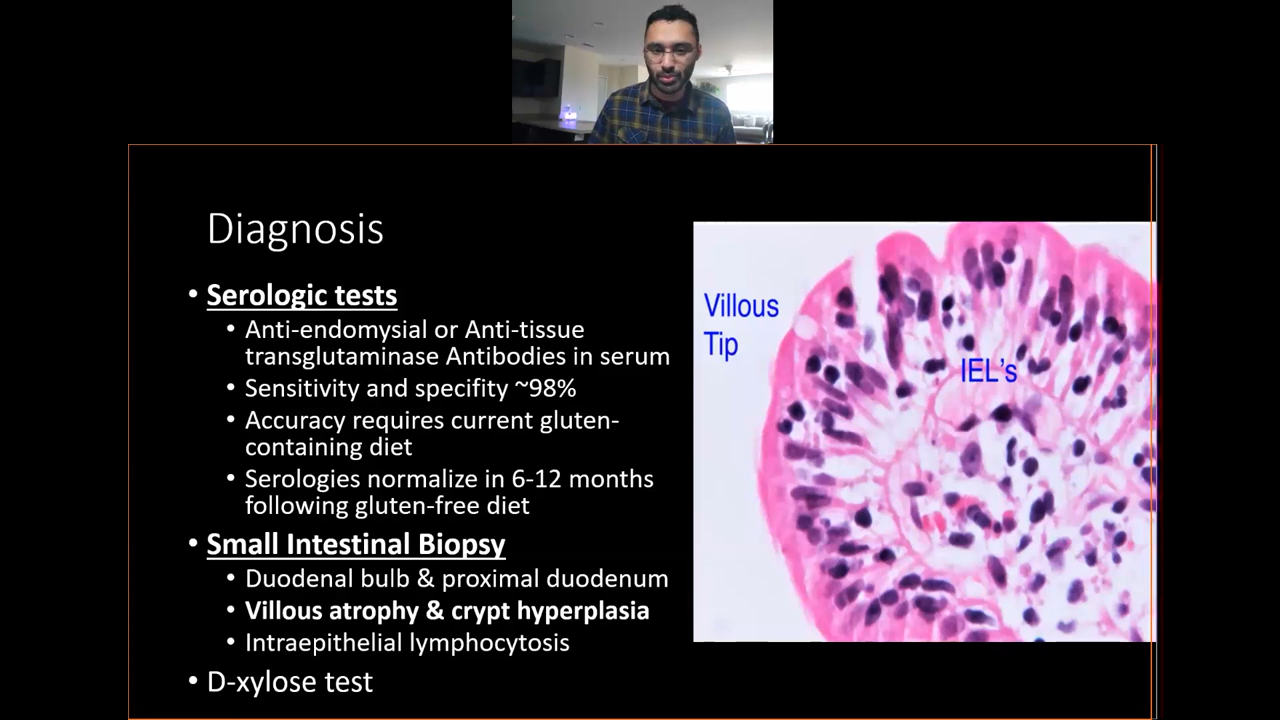 Diagnosis
• Serologic tests
• Anti-endomysial or Anti-tissue
transglutaminase Antibodies in serum
• Sensitivity and specifity ~98%
• Accuracy requires current gluten-
containing diet
• Serologies normalize in 6-12 months
following gluten-free diet
• Small Intestinal Biopsy
• Duodenal bulb & proximal duodenum
• Villous atrophy & crypt hyperplasia
• Intraepithelial lymphocytosis
• D-xylose test
Villous
Tip
IEL's